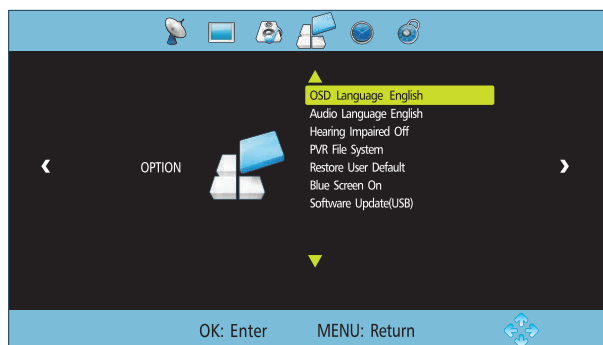 OPTION
OSD Language English
Audio Language English
Hearing Impaired Off
PVR File System
Restore User Default
Blue Screen On
Software Update(USB)
OK: Enter MENU: Return